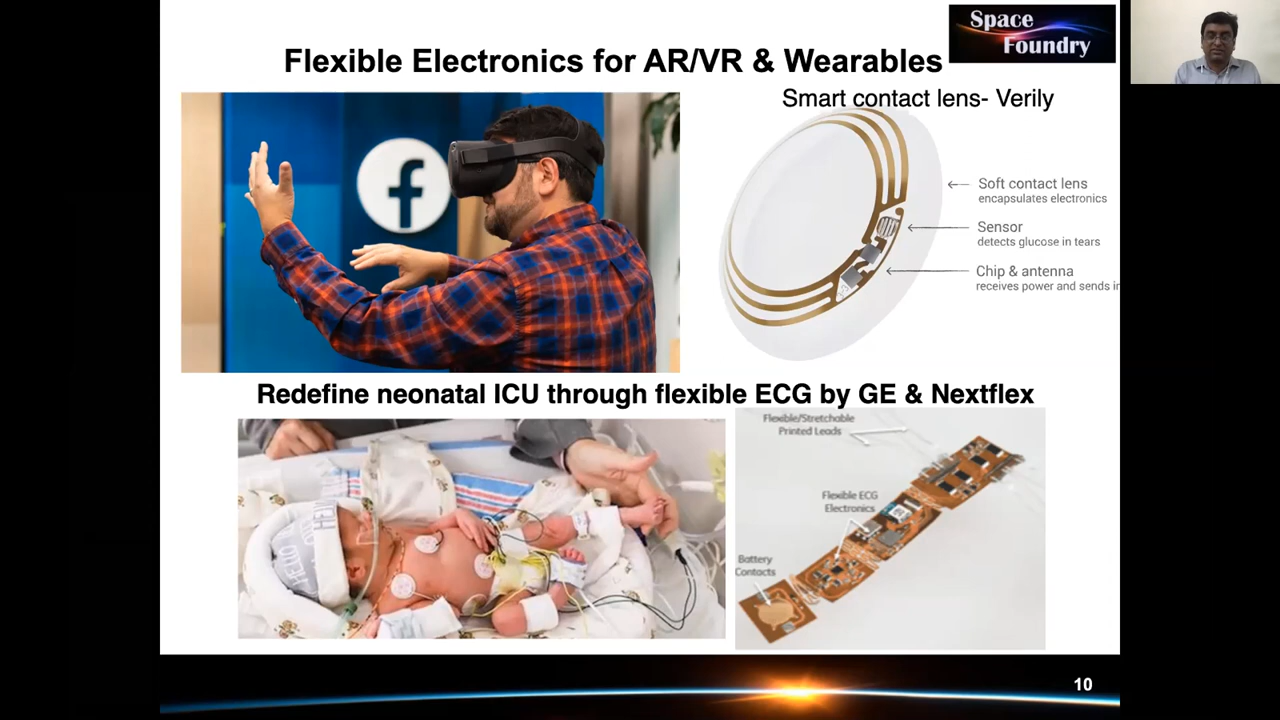 Space
Foundry
Flexible Electronics for AR/VR & Wearables
Smart contact lens- Verily
f
Soft contact lens
encapsulates electronics
Sensor
detects glucose in tears
Chip & antenna
receives power and sends in
Redefine neonatal ICU through flexible ECG by GE & Nextflex
Flexible/Stretchable
Printed Leads
Flexible ECG
Electronics
Battery
Contacts
HELLO
10